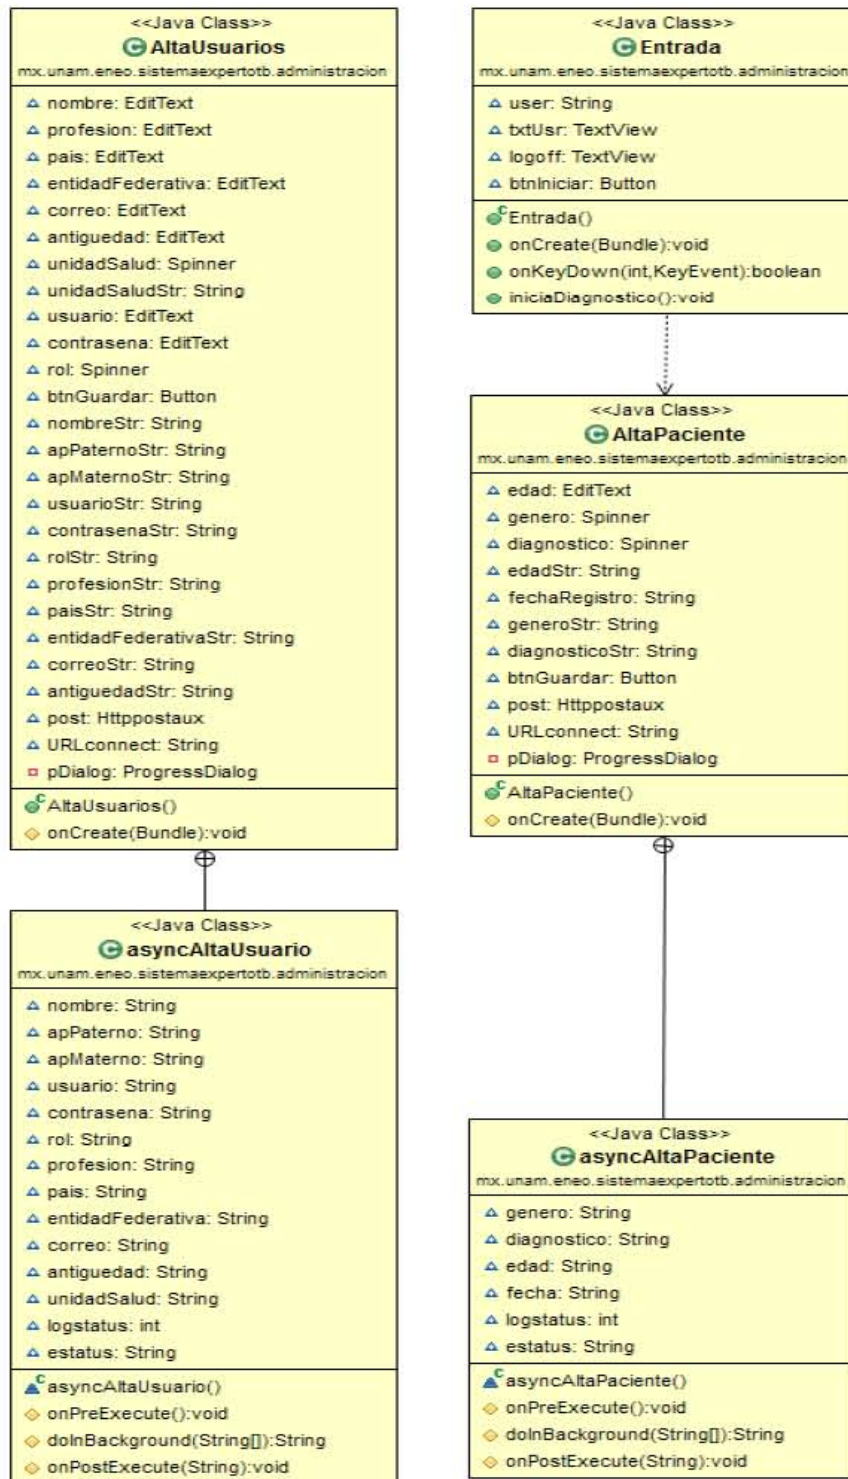 <<Java Class>>
AltaUsuarios
mx.unam.eneo.sistemaexpertotb.administracion
nombre: EditText
profesion: EditText
pais: EditText
entidadFederativa: EditText
correo: EditText
antiguedad: EditText
unidadSalud: Spinner
unidadSaludStr: String
usuario: EditText
contrasena: EditText
rol: Spinner
btnGuardar: Button
nombreStr: String
apPaternoStr: String
apMaternoStr: String
usuarioStr: String
contrasenaStr: String
rolStr: String
profesionStr: String
paisStr: String
entidadFederativaStr: String
correoStr: String
antiguedadStr: String
post: Httppostaux
URLconnect: String
pDialog: ProgressDialog
AltaUsuarios()
onCreate(Bundle):void
<<Java Class>>
asyncAltaUsuario
mx.unam.eneo.sistemaexpertotb.administracion
nombre: String
apPaterno: String
apMaterno: String
usuario: String
contrasena: String
rol: String
profesion: String
pais: String
entidadFederativa: String
correo: String
antiguedad: String
unidadSalud: String
logstatus: int
estatus: String
asyncAltaUsuario()
onPreExecute():void
doInBackground(String[]):String
onPostExecute(String):void
<<Java Class>>
Entrada
mx.unam.eneo.sistemaexpertotb.administracion
user: String
txtUsr: TextView
logoff: TextView
btnIniciar: Button
Entrada()
onCreate(Bundle):void
onKeyDown(int,KeyEvent):boolean
iniciaDiagnostico():void
<<Java Class>>
AltaPaciente
mx.unam.eneo.sistemaexpertotb.administracion
edad: EditText
genero: Spinner
diagnostico: Spinner
edadStr: String
fechaRegistro: String
generoStr: String
diagnosticoStr: String
btnGuardar: Button
post: Httppostaux
URLconnect: String
pDialog: ProgressDialog
AltaPaciente()
onCreate(Bundle):void
<<Java Class>>
asyncAltaPaciente
mx.unam.eneo.sistemaexpertotb.administracion
genero: String
diagnostico: String
edad: String
fecha: String
logstatus: int
estatus: String
asyncAltaPaciente()
onPreExecute():void
doInBackground(String[]):String
onPostExecute(String):void